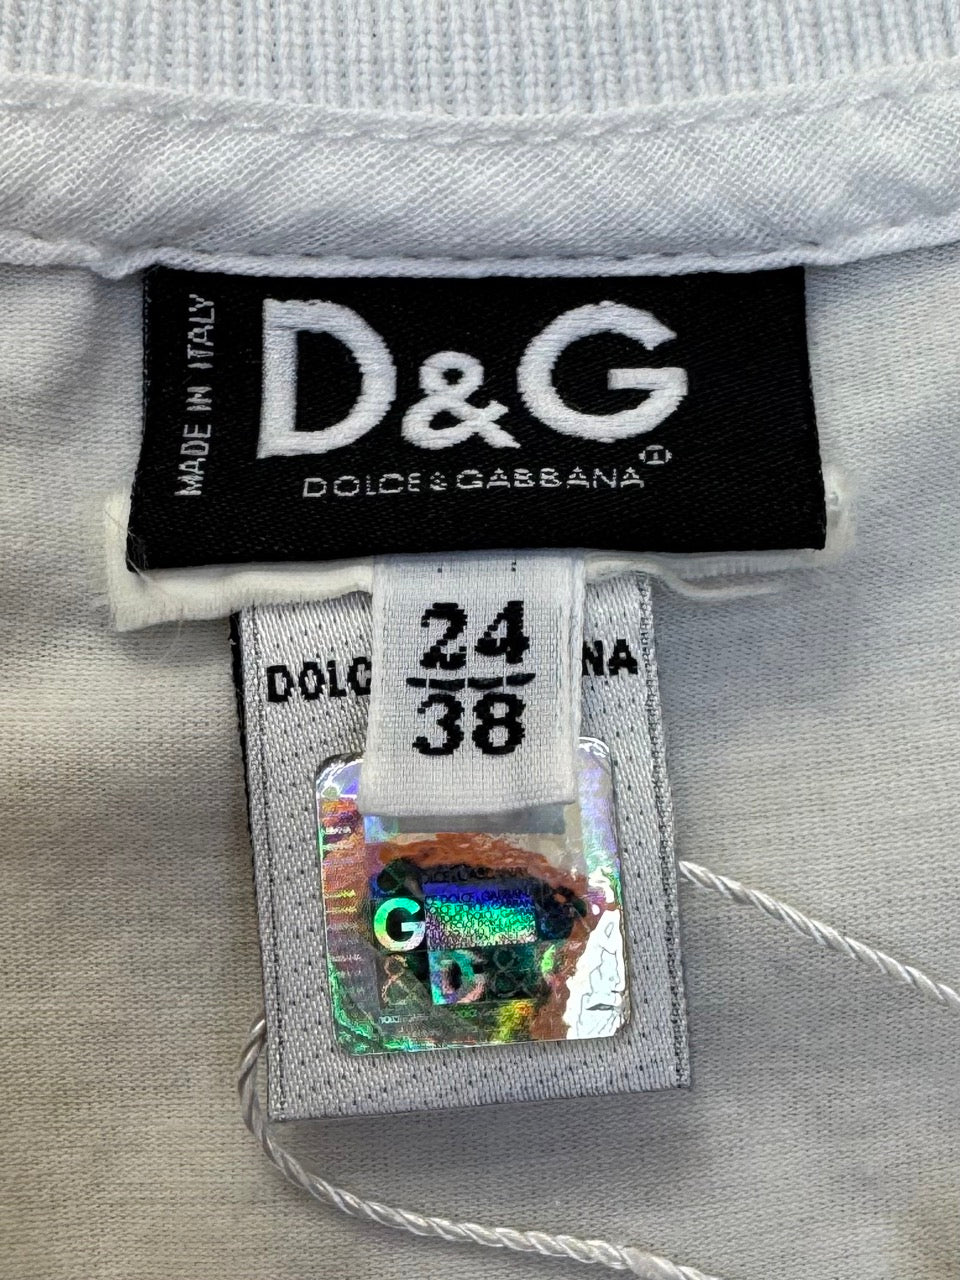 MADE IN ITALY
D&G
DOLCE&GABBANA
24
38
DOLC NA
G
& D&